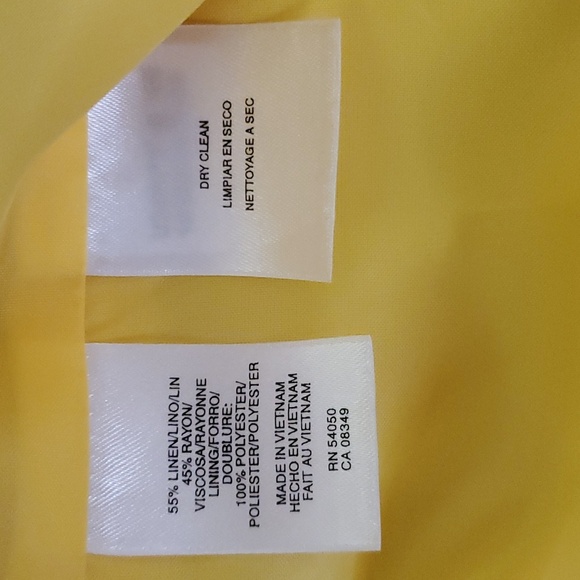 DRY CLEAN
LIMPIAR EN SECO
NETTOYAGE A SEC
55% LINEN/LINO/LIN
45% RAYON/
VISCOSA/RAYONNE
LINING/FORRO/
DOUBLURE:
100% POLYESTER/
POLIESTER/POLYESTER
MADE IN VIETNAM
HECHO EN VIETNAM
FAIT AU VIETNAM
RN 54050
CA 08349